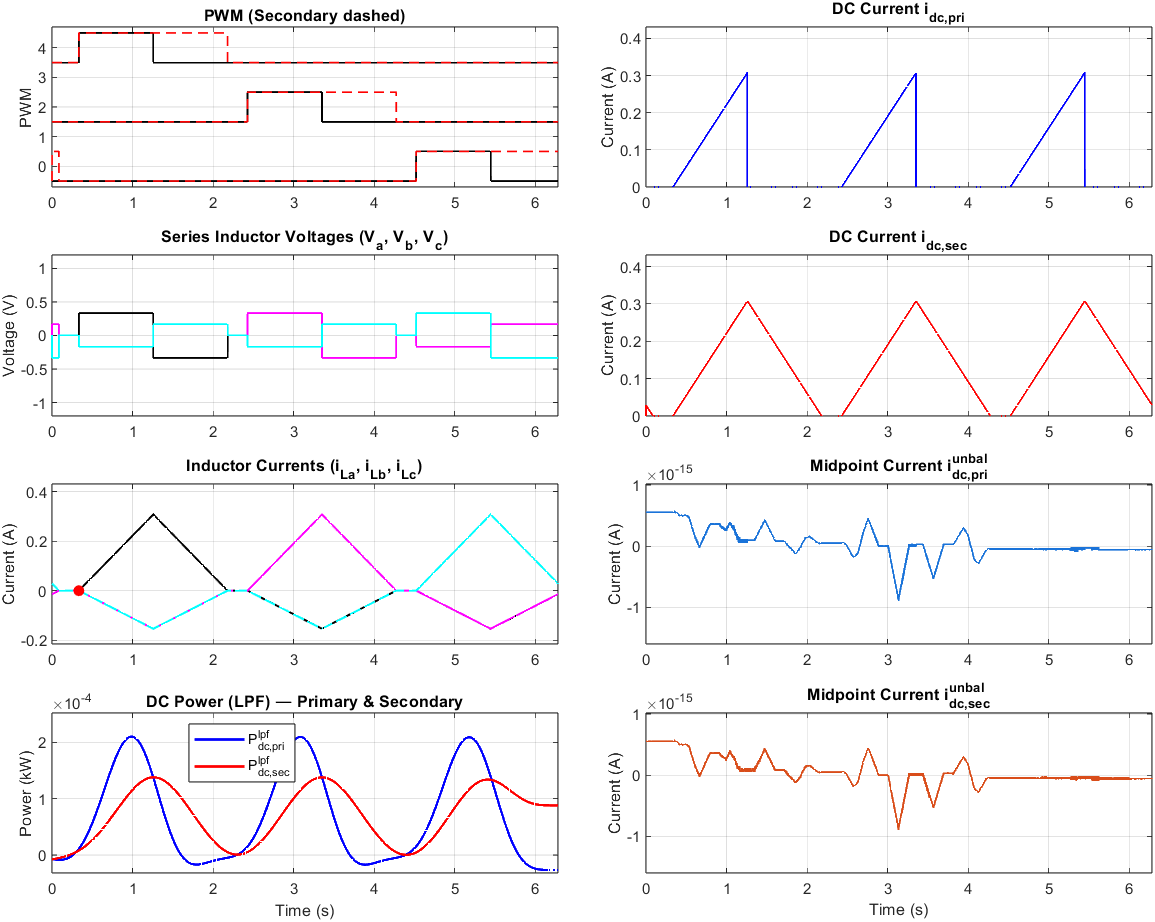 PWM (Secondary dashed)
PWM
4
3
2
1
0
0 1 2 3 4 5 6
DC Current i_dc,pri
Current (A)
0.4
0.3
0.2
0.1
0
0 1 2 3 4 5 6
Series Inductor Voltages (V_a, V_b, V_c)
Voltage (V)
1
0.5
0
-0.5
-1
0 1 2 3 4 5 6
DC Current i_dc,sec
Current (A)
0.4
0.3
0.2
0.1
0
0 1 2 3 4 5 6
Inductor Currents (i_La, i_Lb, i_Lc)
Current (A)
0.4
0.2
0
-0.2
0 1 2 3 4 5 6
Midpoint Current i_dc,pri^unbal
×10^-15
Current (A)
1
0
-1
0 1 2 3 4 5 6
DC Power (LPF) — Primary & Secondary
×10^-4
Power (kW)
2
1
0
P_dc,pri^lpf
P_dc,sec^lpf
0 1 2 3 4 5 6
Time (s)
Midpoint Current i_dc,sec^unbal
×10^-15
Current (A)
1
0
-1
0 1 2 3 4 5 6
Time (s)